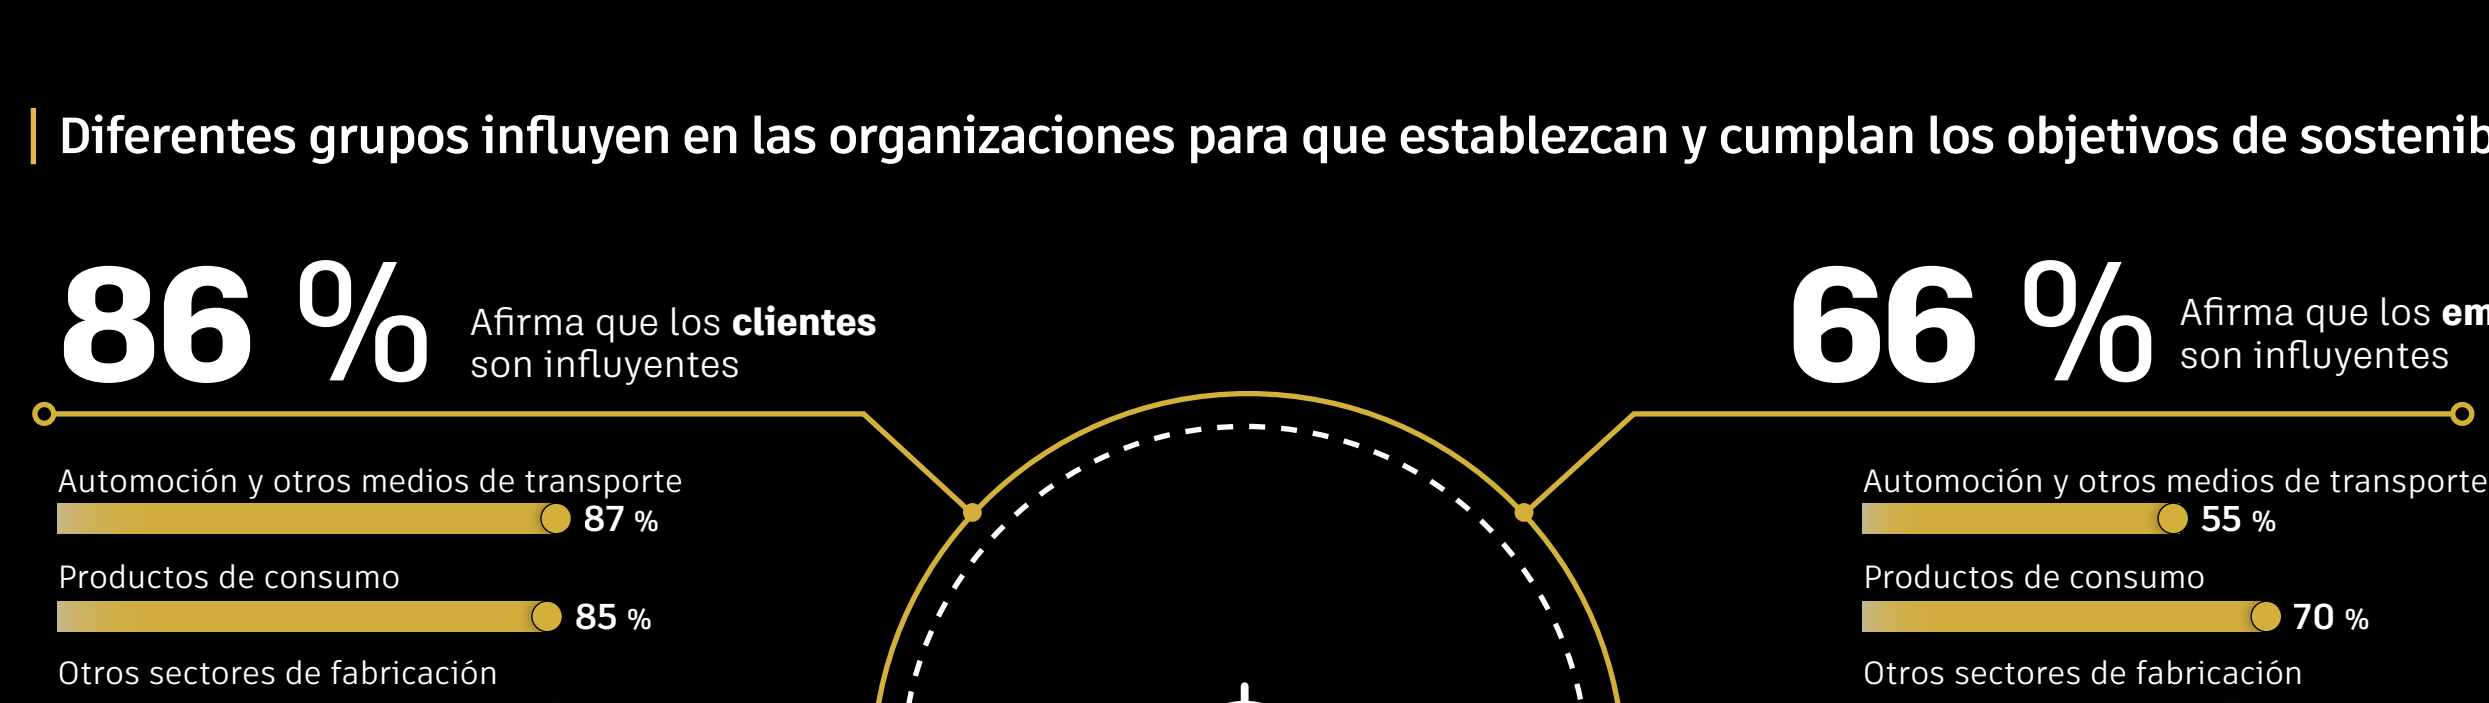 Diferentes grupos influyen en las organizaciones para que establezcan y cumplan los objetivos de
86 %
Afirma que los clientes
son influyentes
Automoción y otros medios de transporte
87 %
Productos de consumo
85 %
Otros sectores de fabricación
66 %
Afirma que los
son influyentes
Automoción y otros medios de transporte
55 %
Productos de consumo
70 %
Otros sectores de fabricación